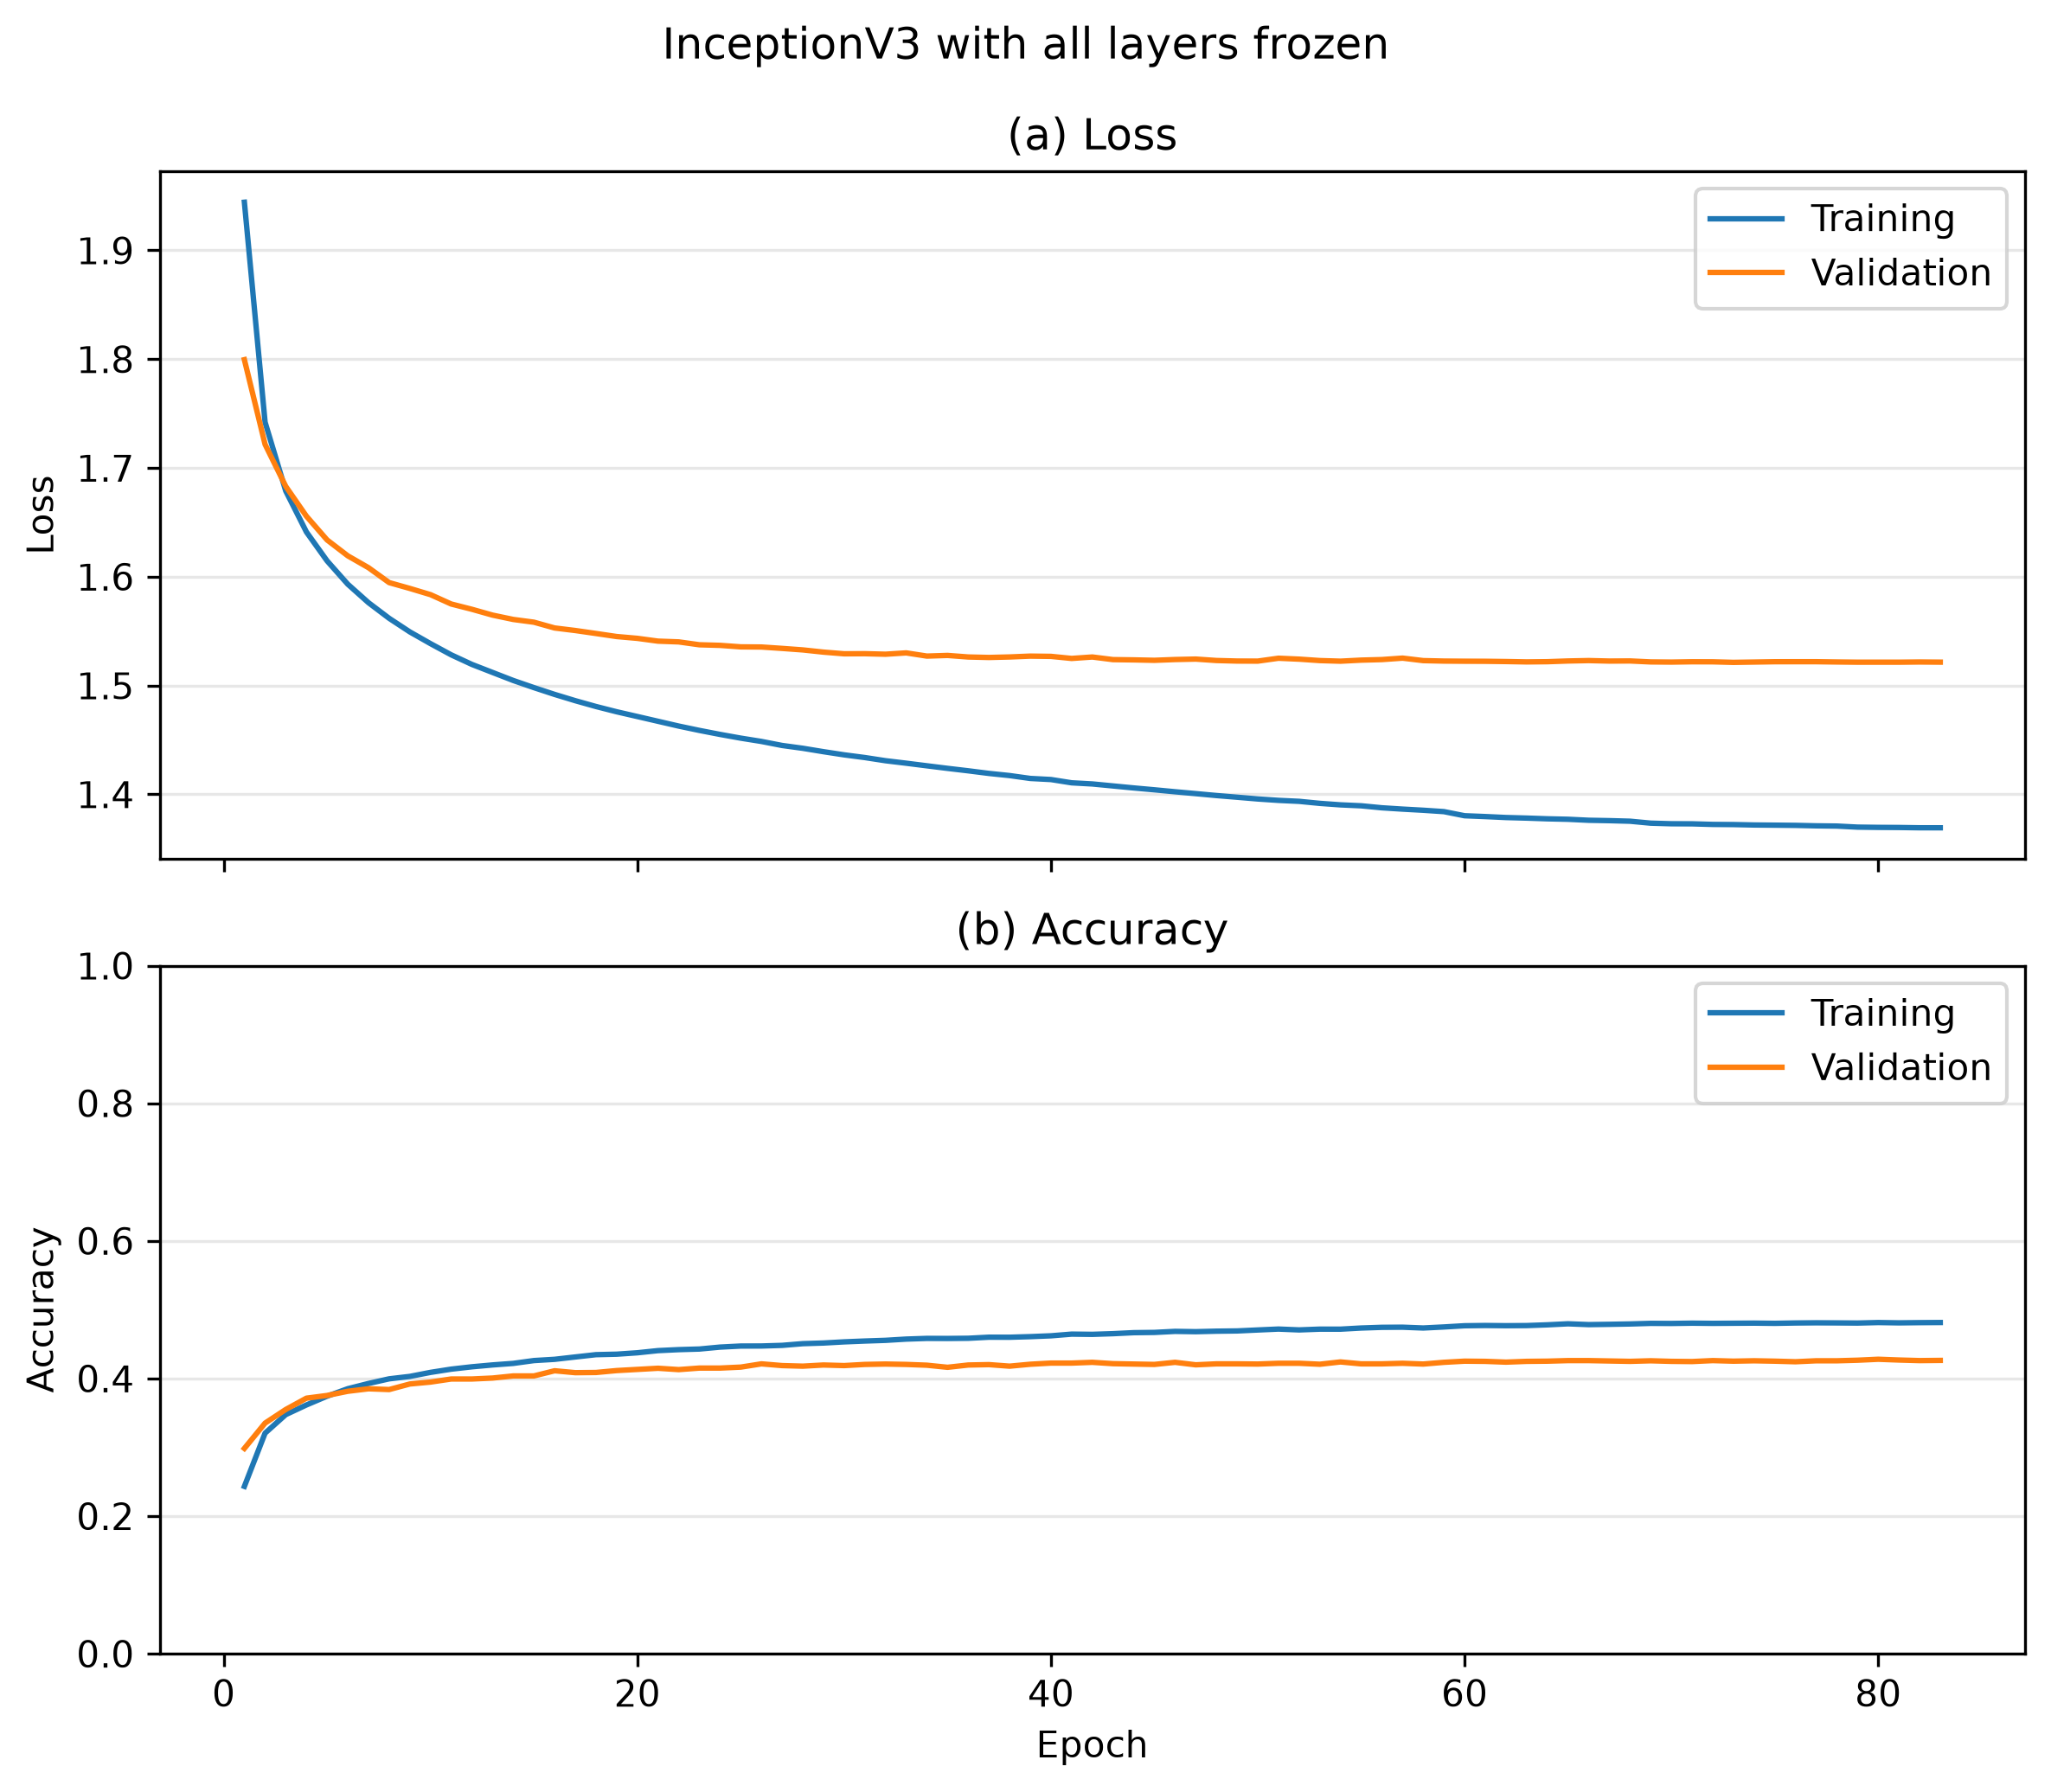 InceptionV3 with all layers frozen
(a) Loss
Training
Validation
1.9
1.8
1.7
1.6
1.5
1.4
Loss
(b) Accuracy
Training
Validation
1.0
0.8
0.6
0.4
0.2
0.0
Accuracy
0 20 40 60 80
Epoch